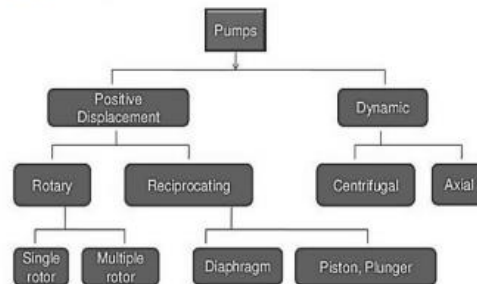 Pumps
Positive
Displacement
Dynamic
Rotary
Reciprocating
Centrifugal
Axial
Single
rotor
Multiple
rotor
Diaphragm
Piston, Plunger